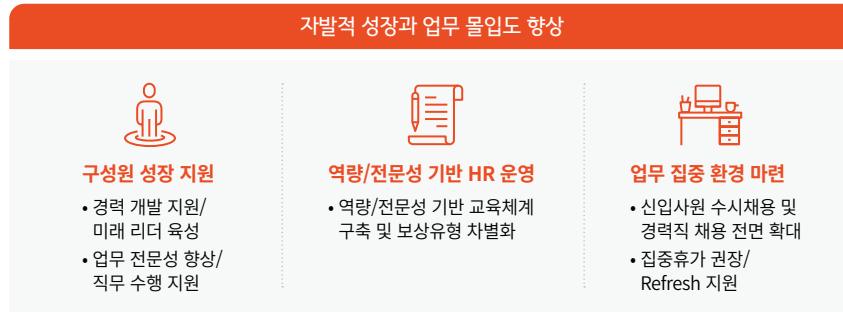 자발적 성장과 업무 몰입도 향상
구성원 성장 지원
• 경력 개발 지원/
미래 리더 육성
• 업무 전문성 향상/
직무 수행 지원
역량/전문성 기반 HR 운영
• 역량/전문성 기반 교육체계
구축 및 보상유형 차별화
업무 집중 환경 마련
• 신입사원 수시채용 및
경력직 채용 전면 확대
• 집중휴가 권장/
Refresh 지원